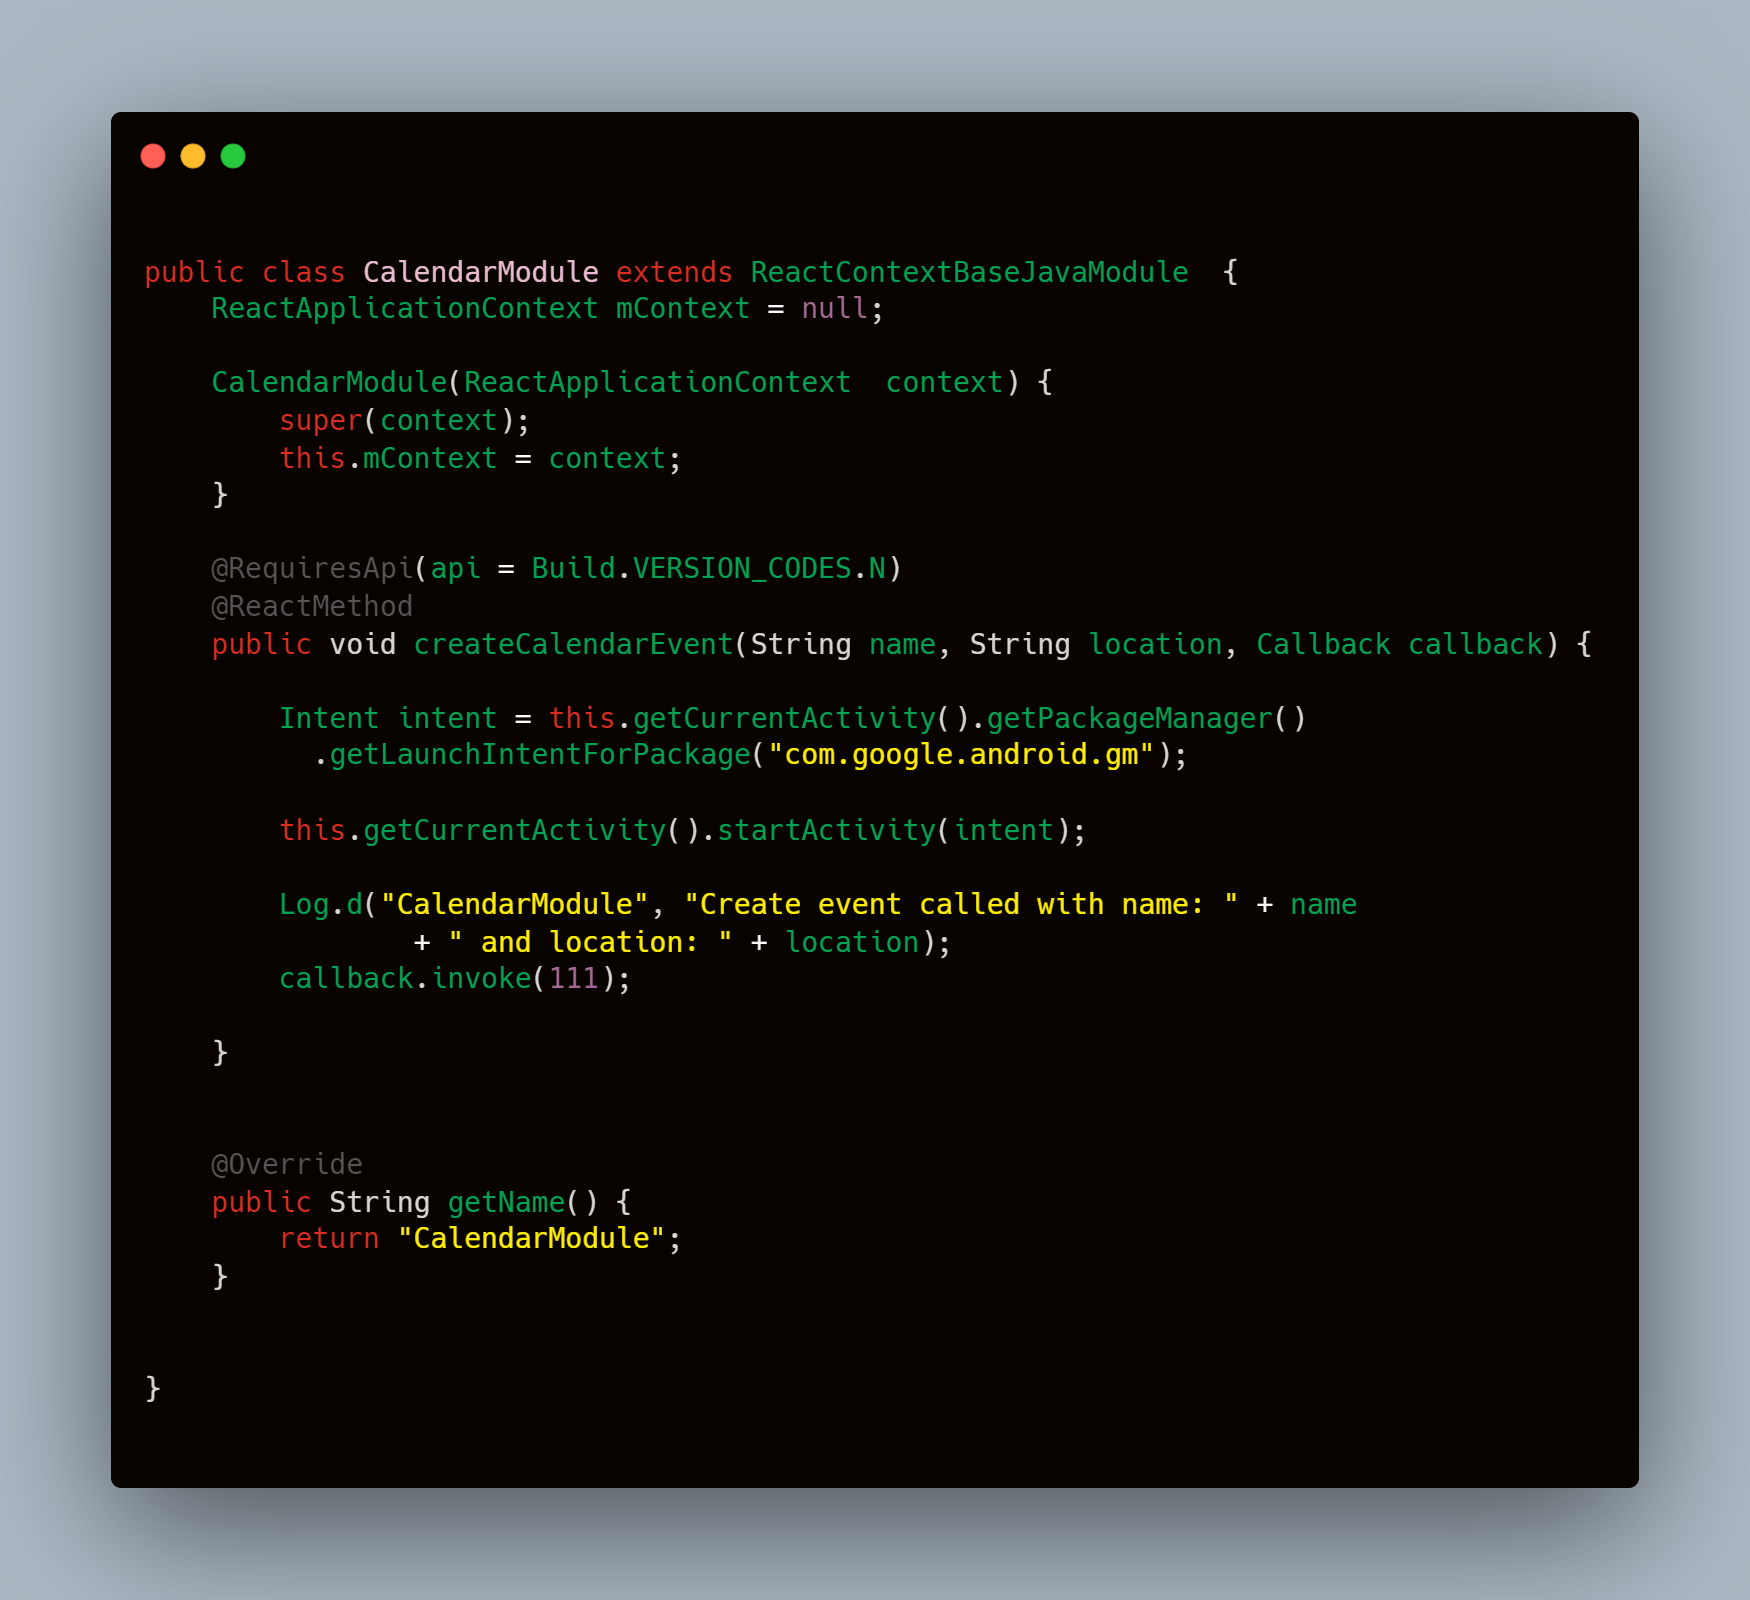 public class CalendarModule extends ReactContextBaseJavaModule  {
    ReactApplicationContext mContext = null;

    CalendarModule(ReactApplicationContext  context) {
        super(context);
        this.mContext = context;
    }

    @RequiresApi(api = Build.VERSION_CODES.N)
    @ReactMethod
    public void createCalendarEvent(String name, String location, Callback callback) {

        Intent intent = this.getCurrentActivity().getPackageManager()
          .getLaunchIntentForPackage("com.google.android.gm");

        this.getCurrentActivity().startActivity(intent);

        Log.d("CalendarModule", "Create event called with name: " + name
                + " and location: " + location);
        callback.invoke(111);

    }


    @Override
    public String getName() {
        return "CalendarModule";
    }


}